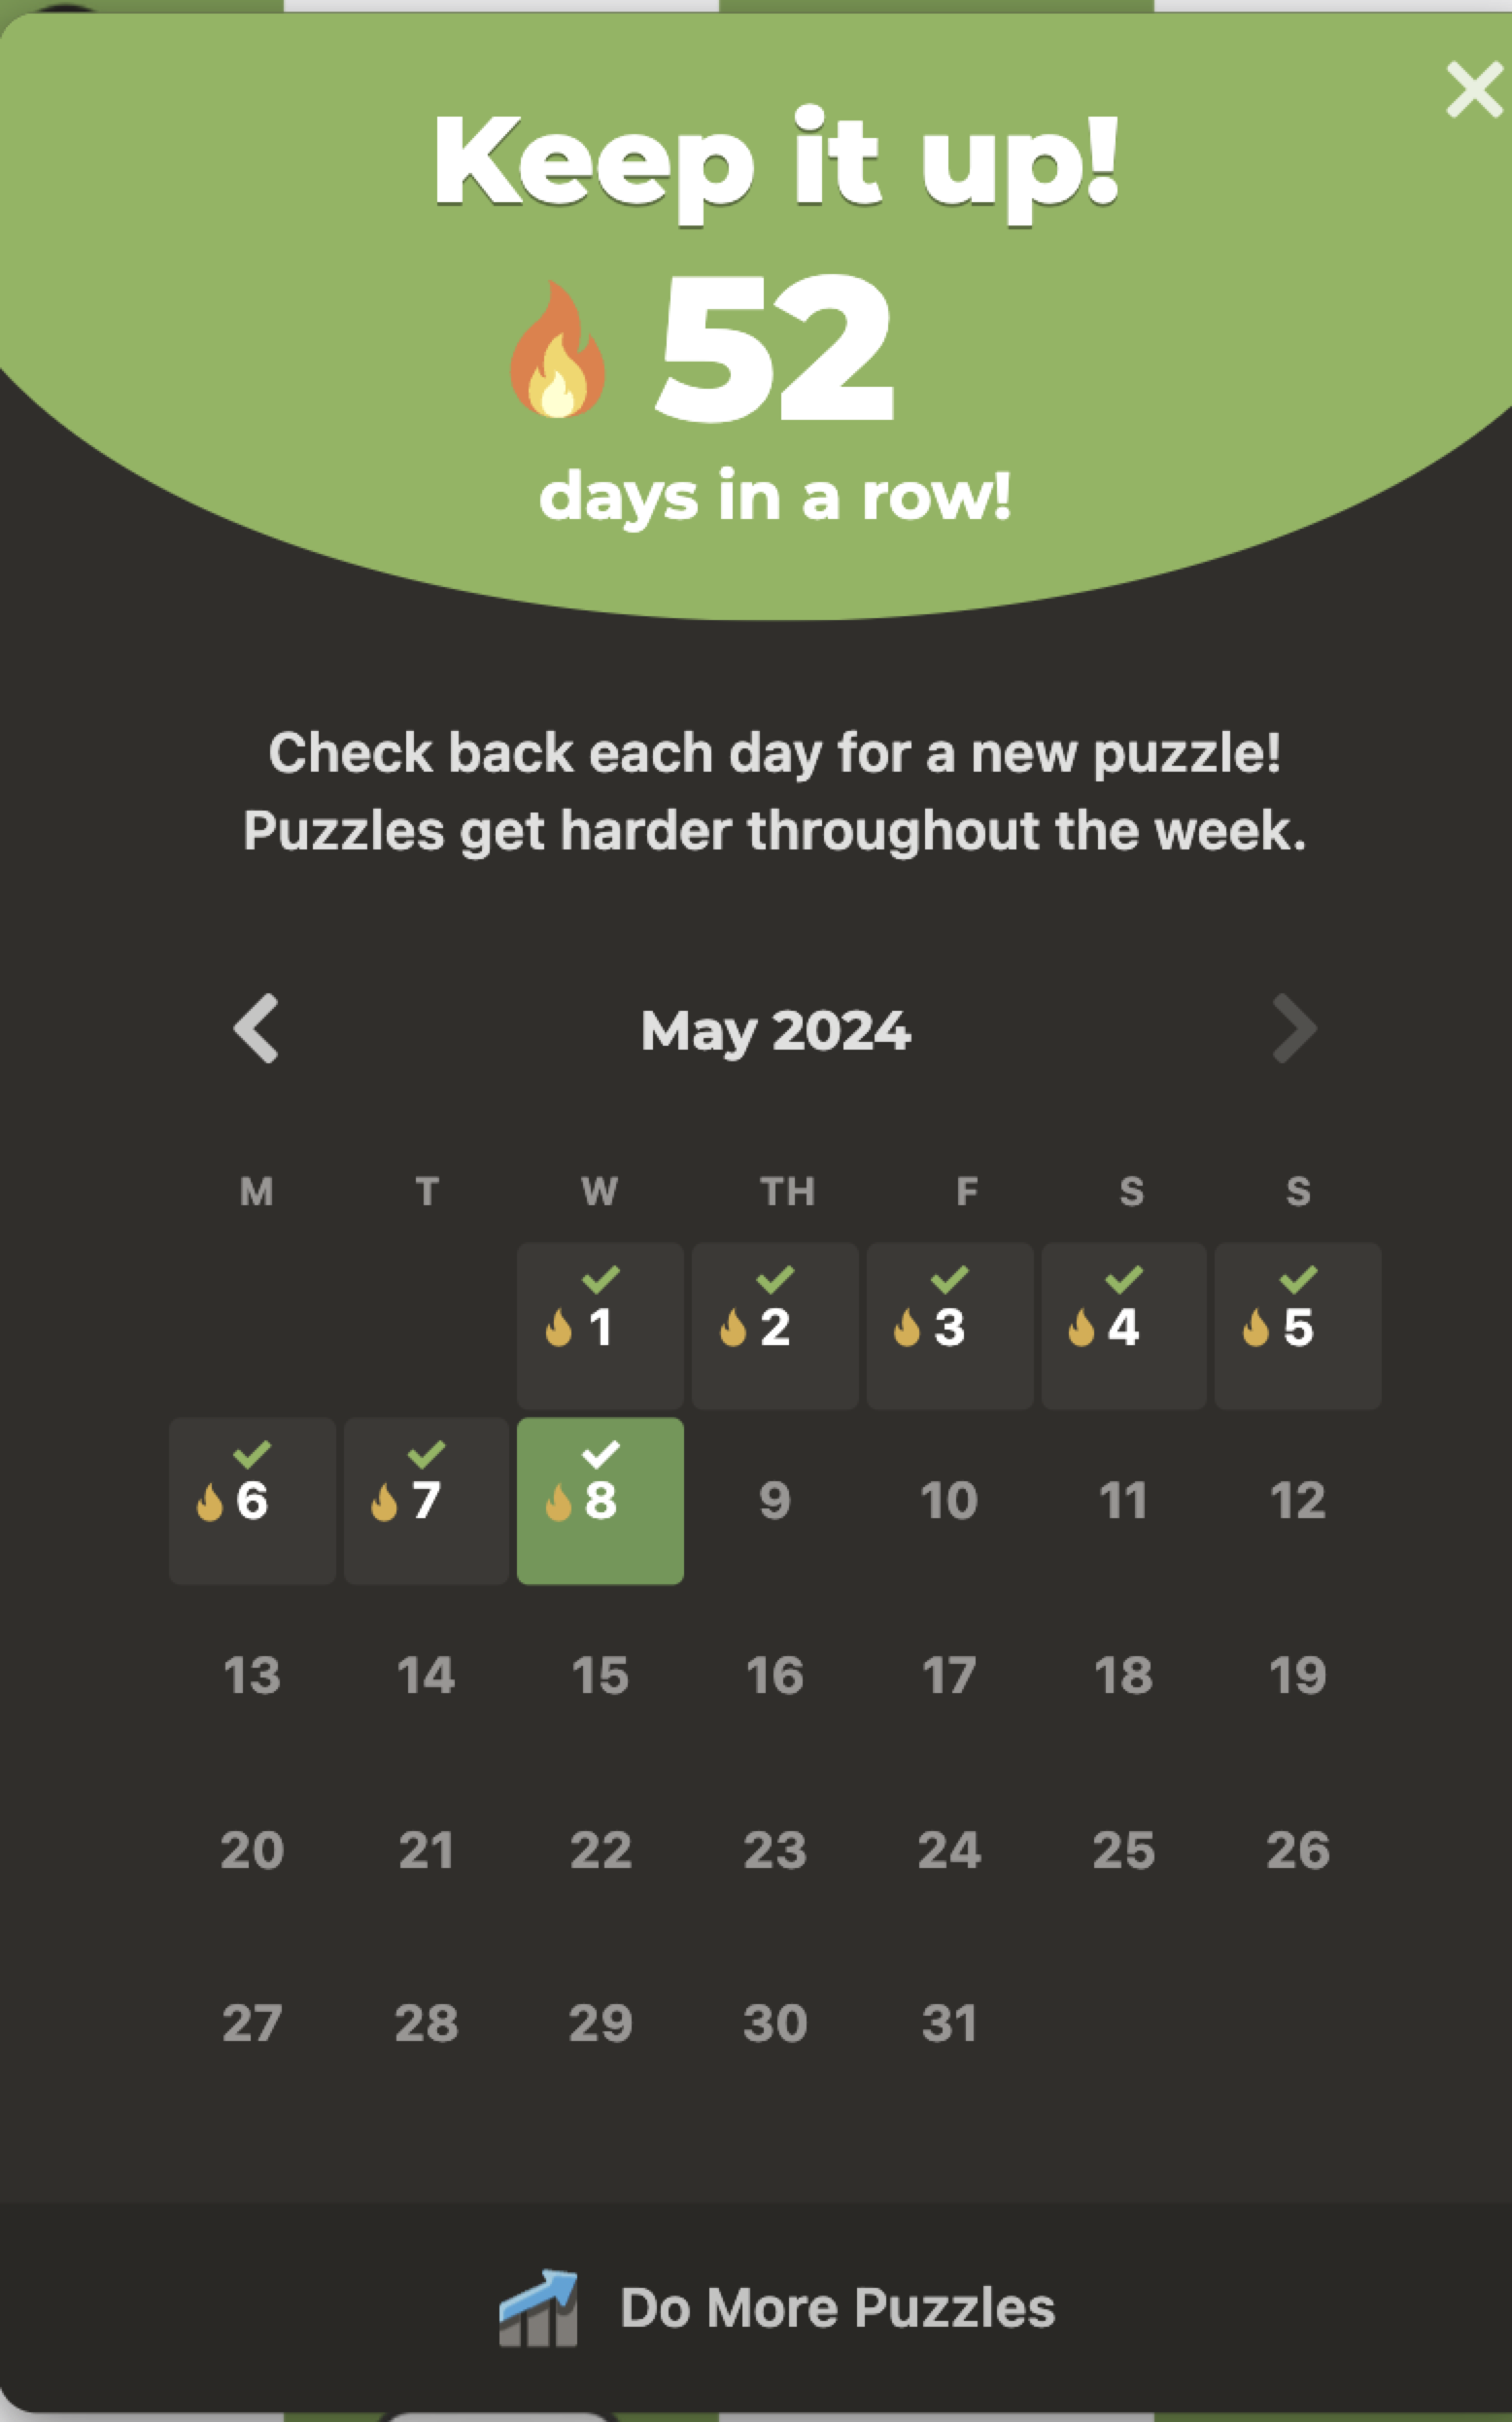 Keep it up!
52
days in a row!
Check back each day for a new puzzle!
Puzzles get harder throughout the week.
May 2024
M T W TH F S S
1 2 3 4 5
6 7 8 9 10 11 12
13 14 15 16 17 18 19
20 21 22 23 24 25 26
27 28 29 30 31
Do More Puzzles